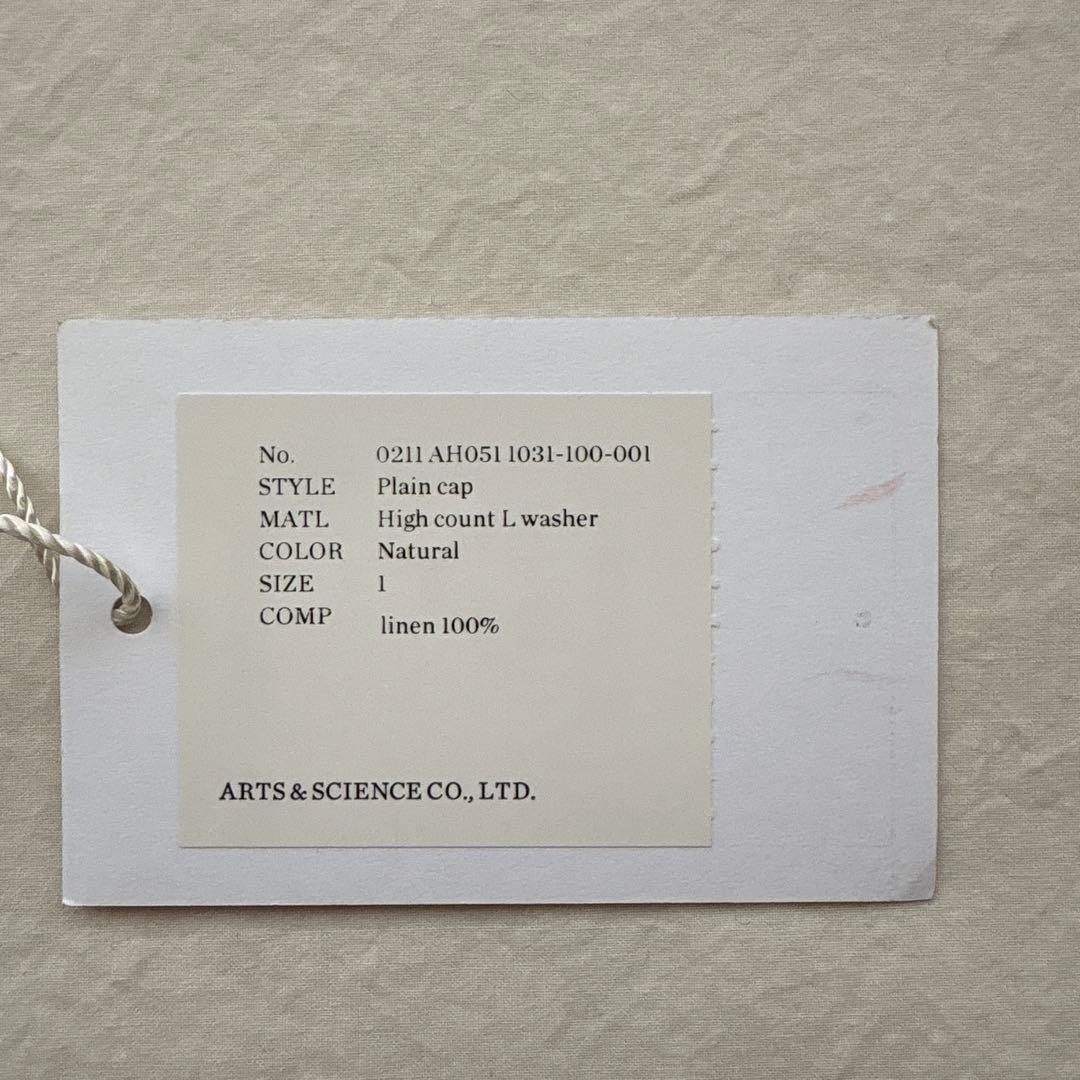 No. 0211 AH051 1031-100-001
STYLE Plain cap
MATL High count L washer
COLOR Natural
SIZE 1
COMP linen 100%
ARTS & SCIENCE CO., LTD.